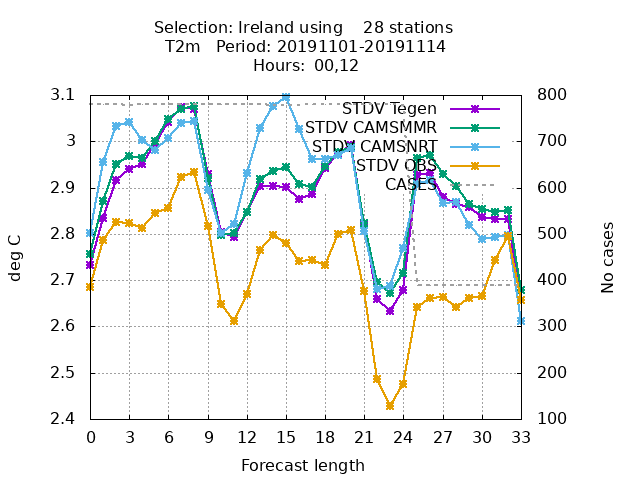 Selection: Ireland using    28 stations
T2m   Period: 20191101-20191114
Hours:  00,12
STDV Tegen
STDV CAMSMMR
STDV CAMSNRT
STDV OBS
CASES
3.1
3
2.9
2.8
2.7
2.6
2.5
2.4
deg C
800
700
600
500
400
300
200
100
No cases
0 3 6 9 12 15 18 21 24 27 30 33
Forecast length